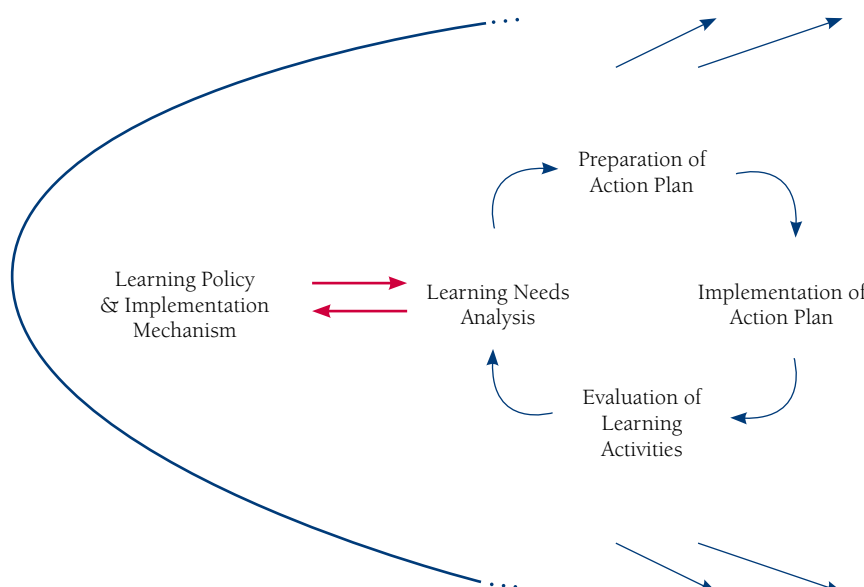 Preparation of
Action Plan
Learning Policy
& Implementation
Mechanism
Learning Needs
Analysis
Implementation of
Action Plan
Evaluation of
Learning
Activities